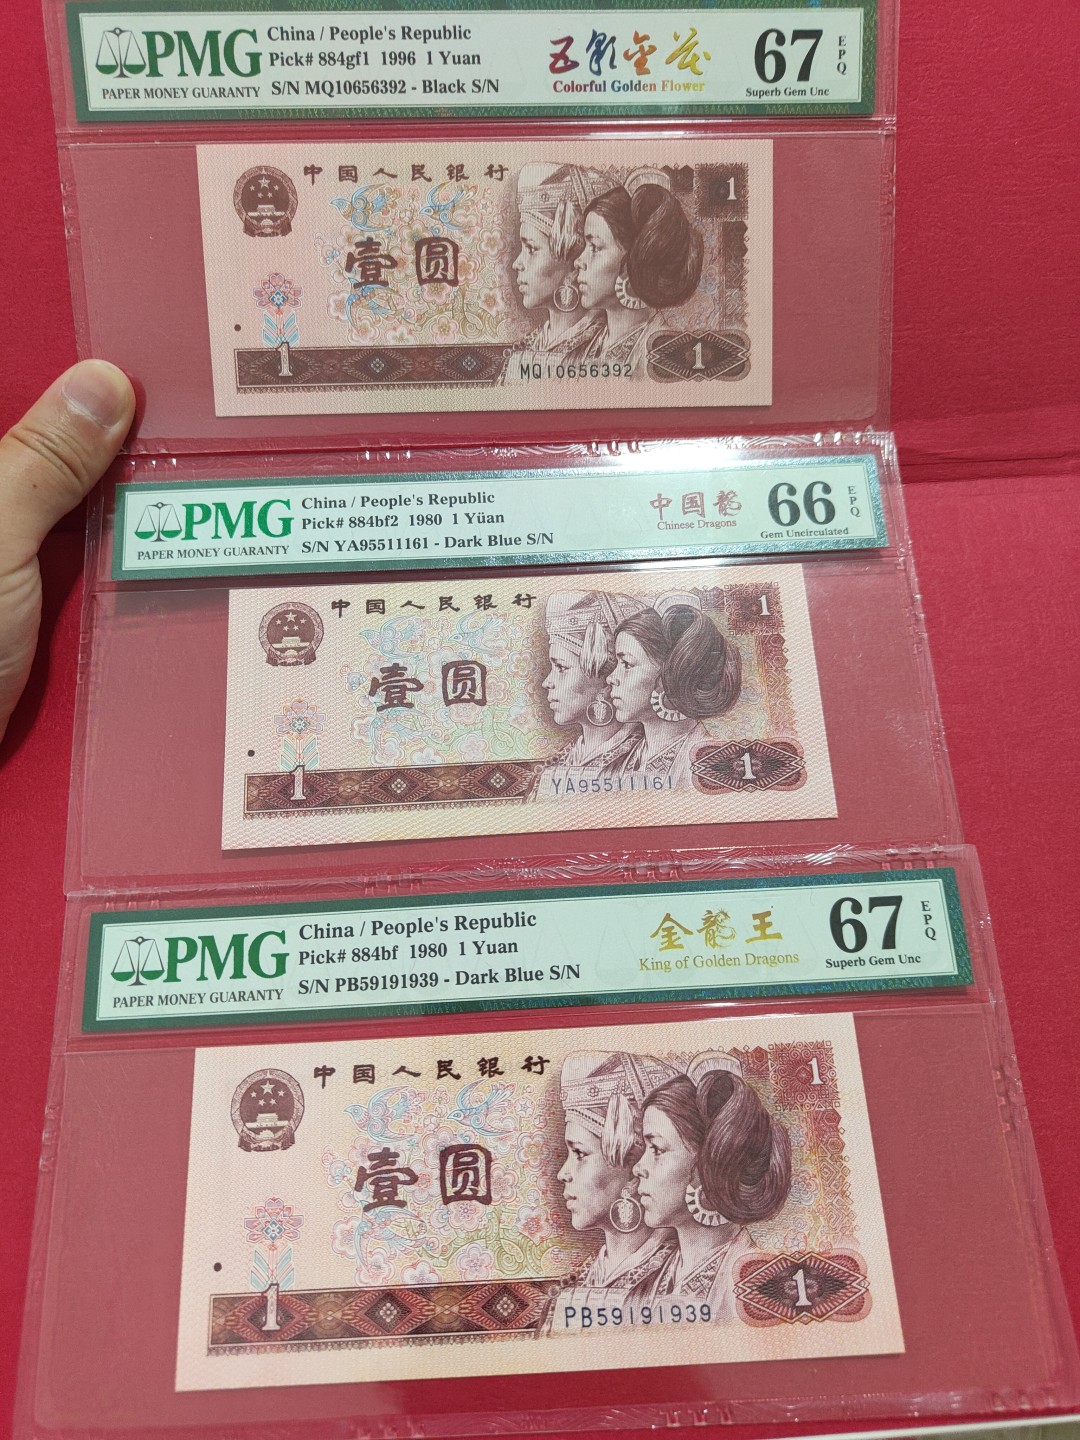 PMG
PAPER MONEY GUARANTY
China / People's Republic
Pick# 884gf1 1996 1 Yuan
S/N MQ10656392 - Black S/N
五彩金花
Colorful Golden Flower
67
EPQ
Superb Gem Unc
中国人民银行
1
壹圆
1
MQ10656392
1
PMG
PAPER MONEY GUARANTY
China / People's Republic
Pick# 884bf2 1980 1 Yüan
S/N YA95511161 - Dark Blue S/N
中国龙
Chinese Dragons
66
EPQ
Gem Uncirculated
中国人民银行
1
壹圆
1
YA95511161
1
PMG
PAPER MONEY GUARANTY
China / People's Republic
Pick# 884bf 1980 1 Yuan
S/N PB59191939 - Dark Blue S/N
金龍王
King of Golden Dragons
67
EPQ
Superb Gem Unc
中国人民银行
1
壹圆
1
PB59191939
1